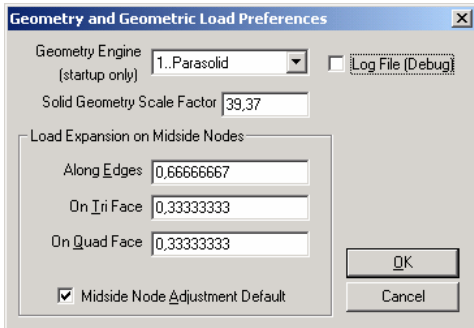 Geometry and Geometric Load Preferences
Geometry Engine
(startup only)
1..Parasolid
Log File (Debug)
Solid Geometry Scale Factor
39,37
Load Expansion on Midside Nodes
Along Edges
0,66666667
On Tri Face
0,33333333
On Quad Face
0,33333333
Midside Node Adjustment Default
OK
Cancel